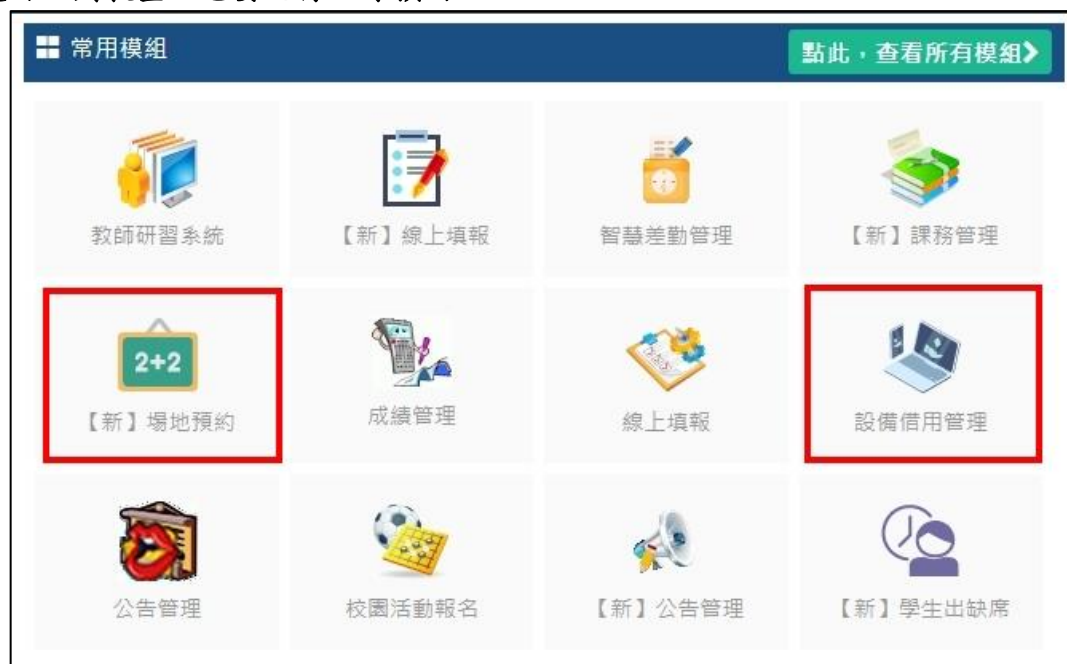 常用模組
點此，查看所有模組
教師研習系統
【新】線上填報
智慧差勤管理
【新】課務管理
2+2
【新】場地預約
成績管理
線上填報
設備借用管理
公告管理
校園活動報名
【新】公告管理
【新】學生出缺席